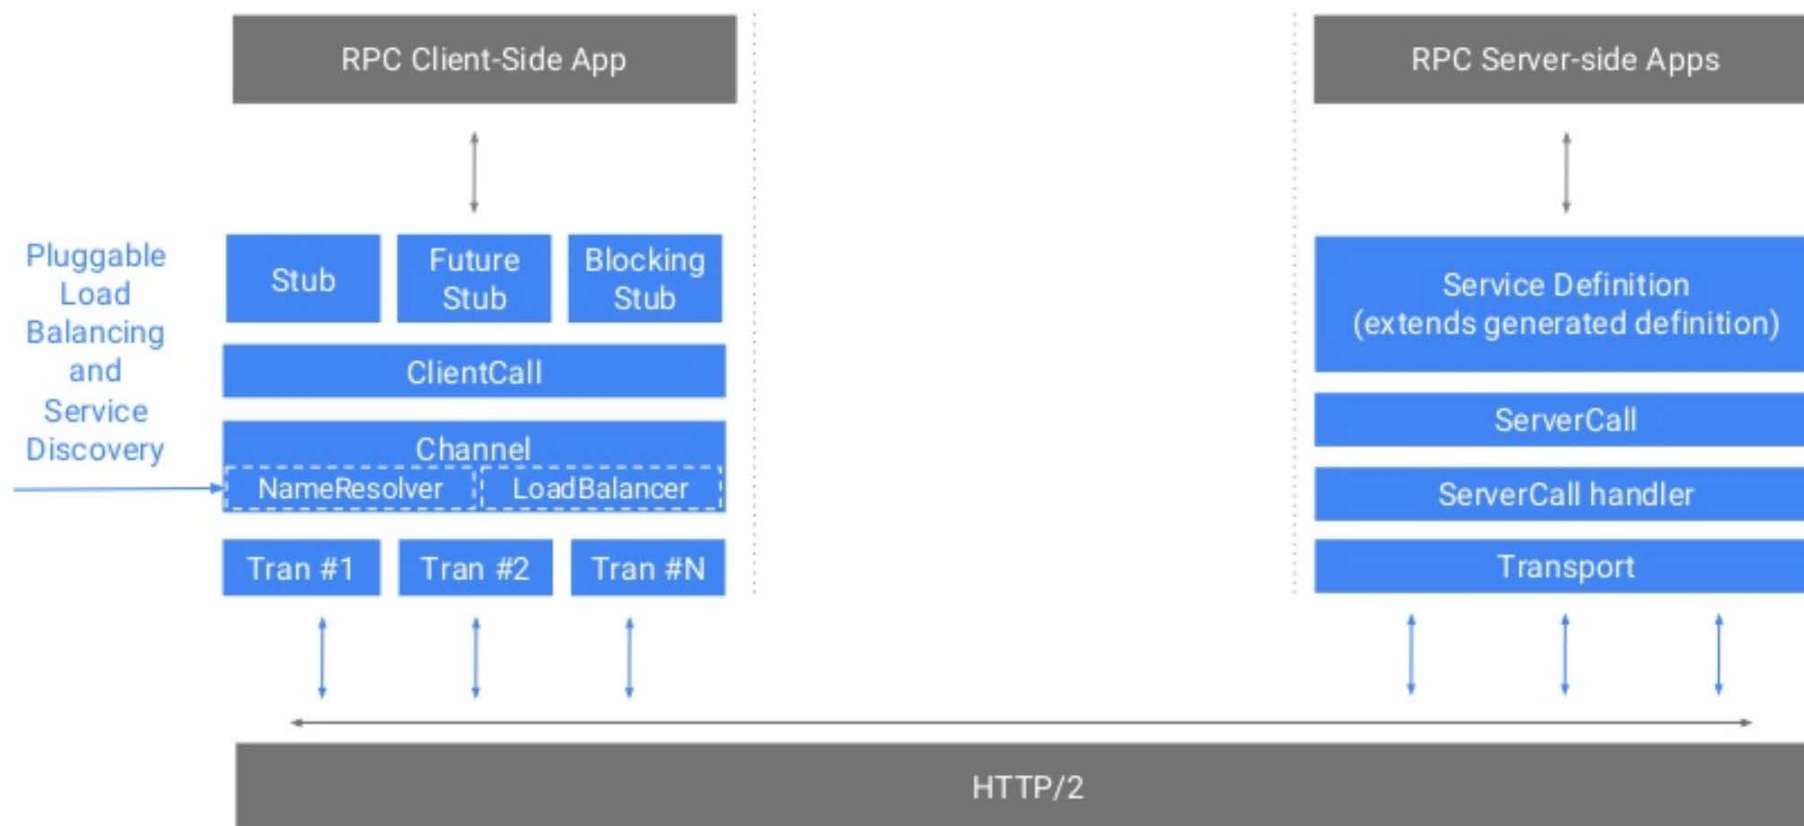 RPC Client-Side App
RPC Server-side Apps
Pluggable
Load
Balancing
and
Service
Discovery
Stub
Future
Stub
Blocking
Stub
ClientCall
Channel
NameResolver
LoadBalancer
Tran #1
Tran #2
Tran #N
Service Definition
(extends generated definition)
ServerCall
ServerCall handler
Transport
HTTP/2